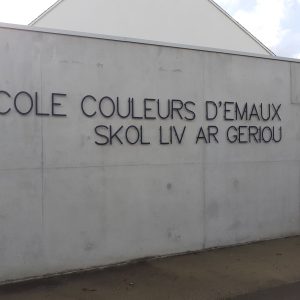 COLE COULEURS D'EMAUX
SKOL LIV AR GERIOU